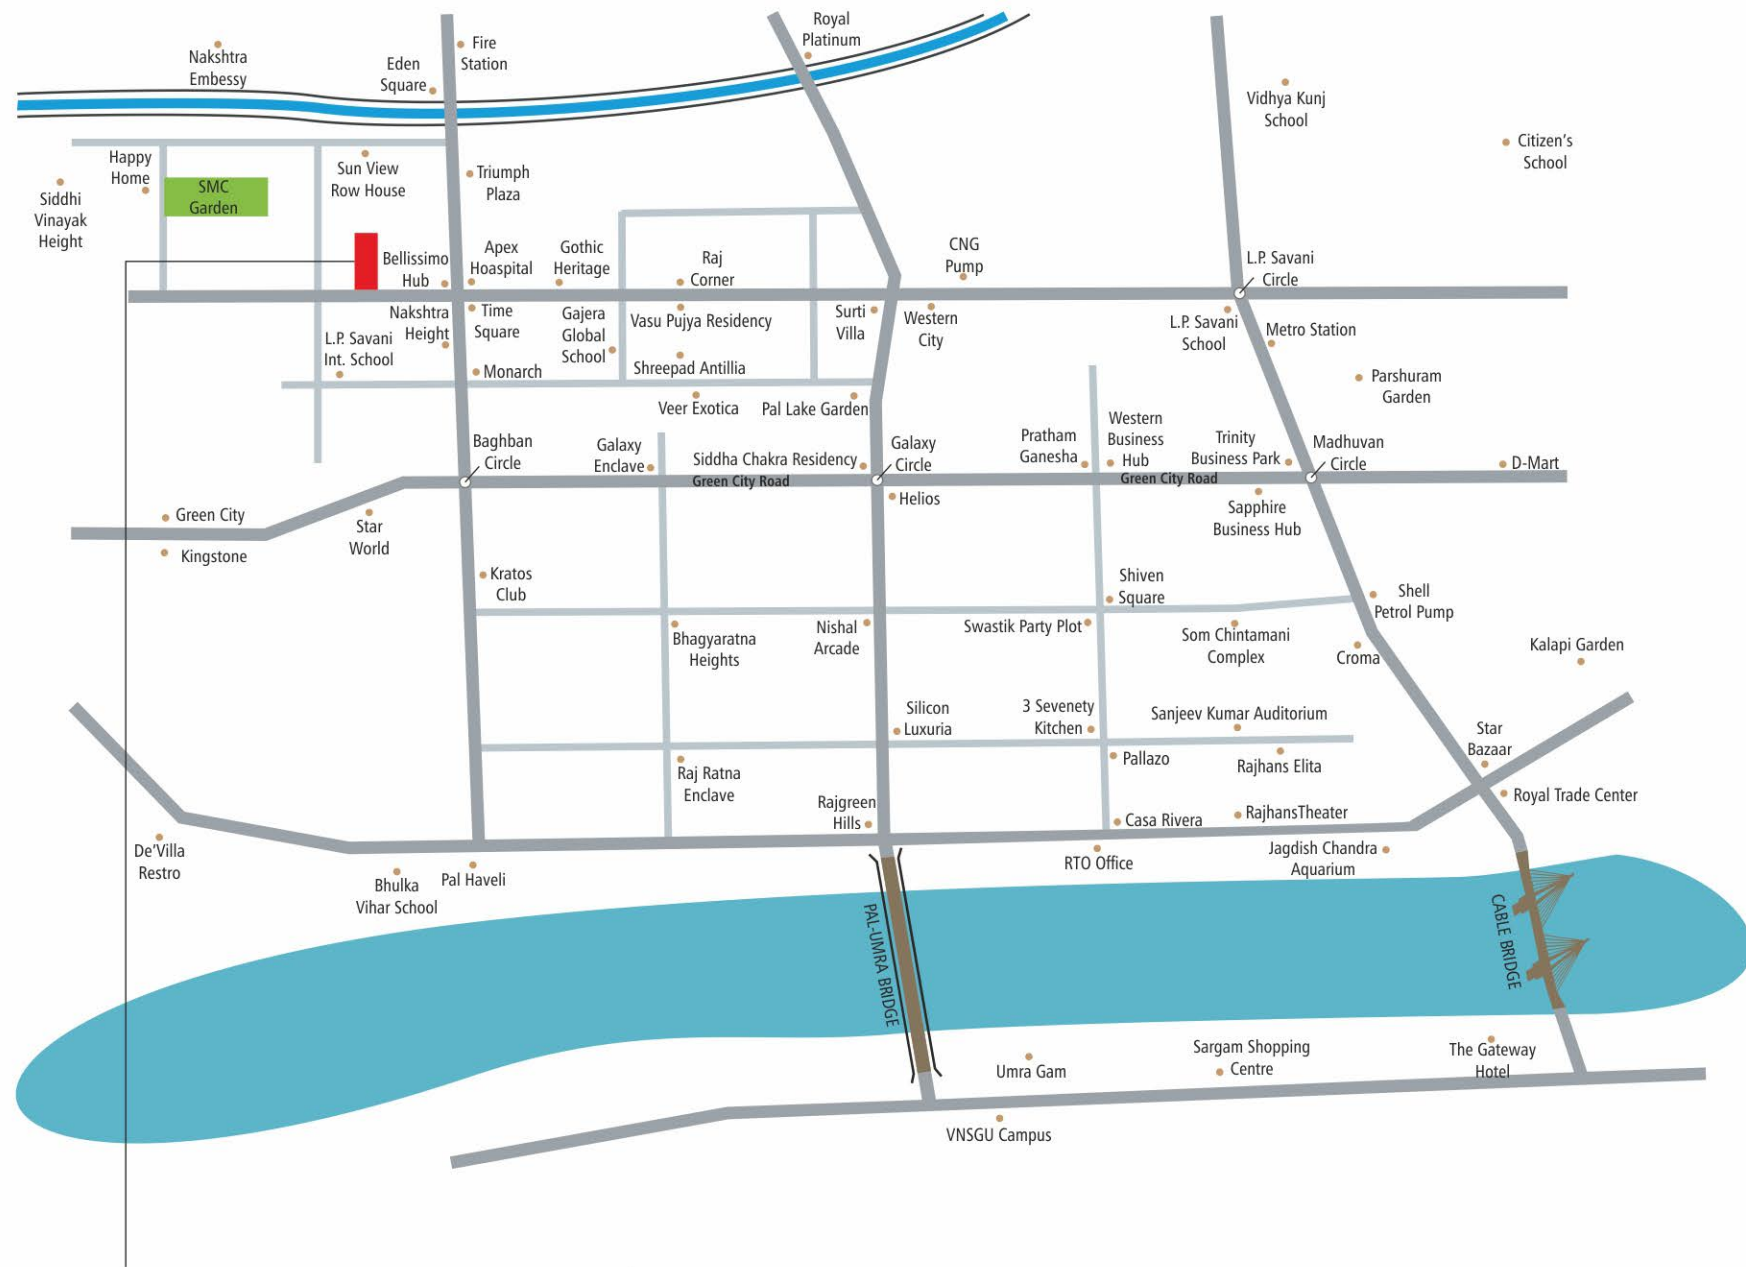 Nakshtra
Embessy
Eden
Square
Fire
Station
Royal
Platinum
Vidhya Kunj
School
Citizen's
School
Happy
Home
SMC
Garden
Sun View
Row House
Triumph
Plaza
Siddhi
Vinayak
Height
Bellissimo
Hub
Apex
Hoaspital
Gothic
Heritage
Raj
Corner
CNG
Pump
L.P. Savani
Circle
Nakshtra
Height
Time
Square
Gajera
Global
School
Vasu Pujya Residency
Surti
Villa
Western
City
L.P. Savani
School
Metro Station
L.P. Savani
Int. School
Monarch
Shreepad Antillia
Parshuram
Garden
Veer Exotica
Pal Lake Garden
Baghban
Circle
Galaxy
Enclave
Siddha Chakra Residency
Galaxy
Circle
Pratham
Ganesha
Western
Business
Hub
Trinity
Business Park
Madhuvan
Circle
D-Mart
Green City Road
Green City Road
Helios
Sapphire
Business Hub
Green City
Kingstone
Star
World
Kratos
Club
Shiven
Square
Shell
Petrol Pump
Bhagyaratna
Heights
Nishal
Arcade
Swastik Party Plot
Som Chintamani
Complex
Croma
Kalapi Garden
Silicon
Luxuria
3 Sevenety
Kitchen
Sanjeev Kumar Auditorium
Star
Bazaar
Pallazo
Rajhans Elita
Raj Ratna
Enclave
Rajgreen
Hills
Casa Rivera
RajhansTheater
Royal Trade Center
De'Villa
Restro
Bhulka
Vihar School
Pal Haveli
RTO Office
Jagdish Chandra
Aquarium
PAL-UMRA BRIDGE
CABLE BRIDGE
Umra Gam
Sargam Shopping
Centre
The Gateway
Hotel
VNSGU Campus